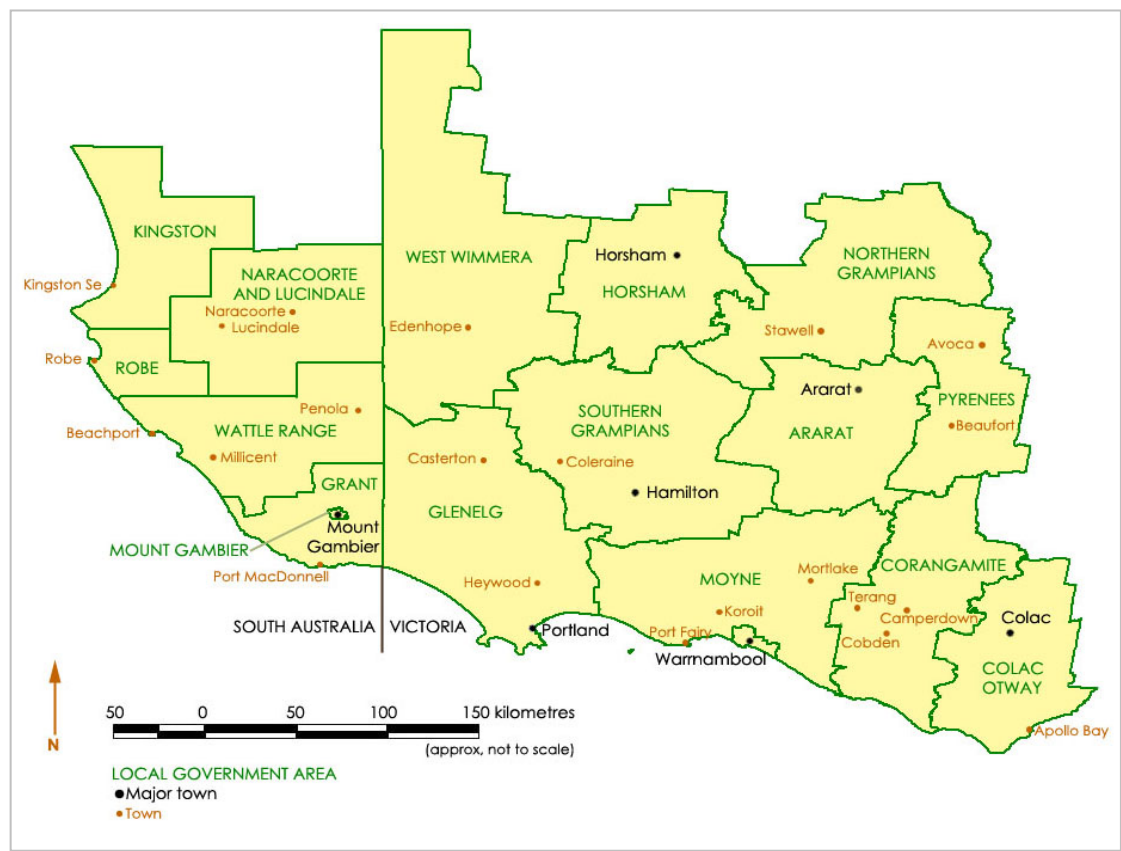 KINGSTON
Kingston Se
NARACOORTE
AND LUCINDALE
Naracoorte
Lucindale
WEST WIMMERA
Edenhope
Horsham
HORSHAM
NORTHERN
GRAMPIANS
Stawell
Avoca
Robe
ROBE
Ararat
ARARAT
PYRENEES
Beaufort
Penola
Beachport
WATTLE RANGE
Millicent
SOUTHERN
GRAMPIANS
Casterton
Coleraine
Hamilton
GRANT
GLENELG
Mount
Gambier
MOUNT GAMBIER
Port MacDonnell
Heywood
MOYNE
Mortlake
CORANGAMITE
Terang
Camperdown
Cobden
Koroit
Port Fairy
Warrnambool
Portland
Colac
COLAC
OTWAY
Apollo Bay
SOUTH AUSTRALIA
VICTORIA
N
50 0 50 100 150 kilometres
(approx, not to scale)
LOCAL GOVERNMENT AREA
Major town
Town